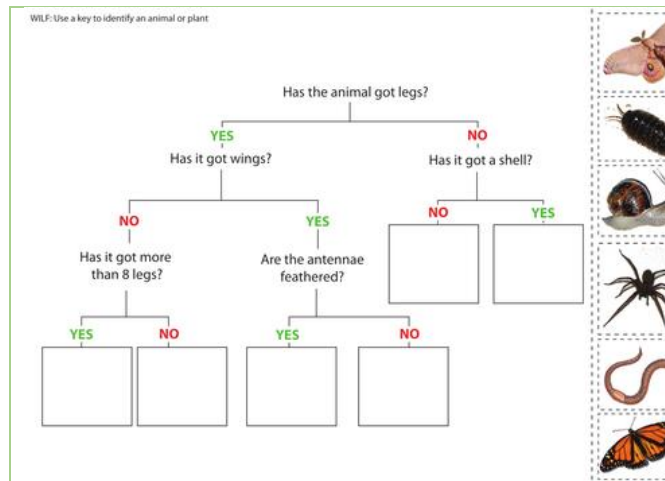 WILF: Use a key to identify an animal or plant
Has the animal got legs?
YES
NO
Has it got wings?
Has it got a shell?
NO
YES
NO
YES
Has it got more
than 8 legs?
Are the antennae
feathered?
YES
NO
YES
NO